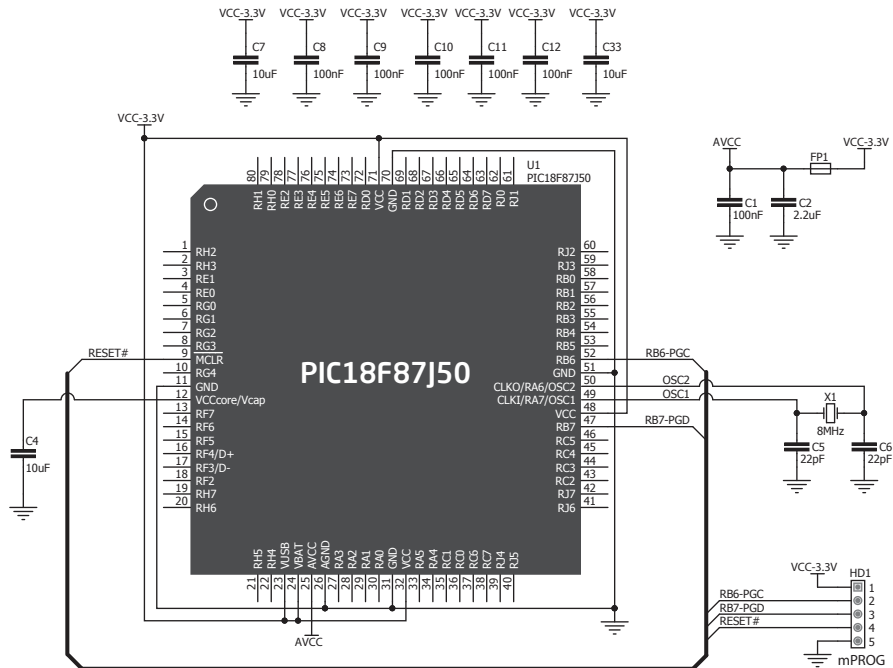 VCC-3.3V VCC-3.3V VCC-3.3V VCC-3.3V VCC-3.3V VCC-3.3V VCC-3.3V
C7 C8 C9 C10 C11 C12 C33
10uF 100nF 100nF 100nF 100nF 100nF 10uF
VCC-3.3V
AVCC VCC-3.3V
FP1
C1 C2
100nF 2.2uF
U1
PIC18F87J50
80 79 78 77 76 75 74 73 72 71 70 69 68 67 66 65 64 63 62 61
RH1 RH0 RE2 RE3 RE4 RE5 RE6 RE7 RD0 VCC GND RD1 RD2 RD3 RD4 RD5 RD6 RD7 RJ0 RJ1
1 RH2
2 RH3
3 RE1
4 RE0
5 RG0
6 RG1
7 RG2
8 RG3
RESET# 9 MCLR
10 RG4
11 GND
12 VCCcore/Vcap
13 RF7
14 RF6
15 RF5
16 RF4/D+
17 RF3/D-
18 RF2
19 RH7
20 RH6
C4
10uF
PIC18F87J50
RJ2 60
RJ3 59
RB0 58
RB1 57
RB2 56
RB3 55
RB4 54
RB5 53
RB6 52 RB6-PGC
GND 51
CLKO/RA6/OSC2 50 OSC2
CLKI/RA7/OSC1 49 OSC1
VCC 48
RB7 47 RB7-PGD
RC5 46
RC4 45
RC3 44
RC2 43
RJ7 42
RJ6 41
X1
8MHz
C5 C6
22pF 22pF
RH5 RH4 VUSB VBAT AVCC AGND RA3 RA2 RA1 RA0 GND VCC RA5 RA4 RC1 RC0 RC6 RC7 RJ4 RJ5
21 22 23 24 25 26 27 28 29 30 31 32 33 34 35 36 37 38 39 40
AVCC
HD1
VCC-3.3V 1
RB6-PGC 2
RB7-PGD 3
RESET# 4
5
mPROG